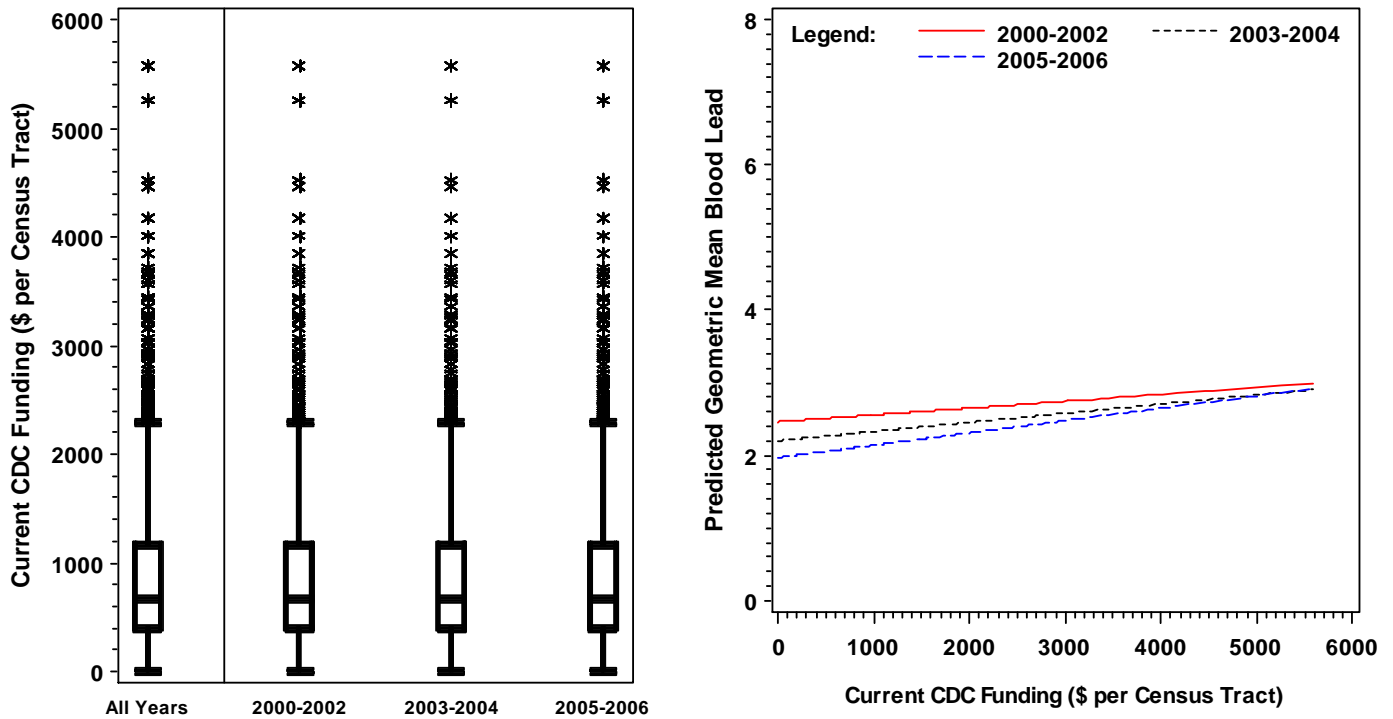 Current CDC Funding ($ per Census Tract)
6000
5000
4000
3000
2000
1000
0
All Years 2000-2002 2003-2004 2005-2006
Predicted Geometric Mean Blood Lead
8
6
4
2
0
Legend: 2000-2002 2003-2004
2005-2006
0 1000 2000 3000 4000 5000 6000
Current CDC Funding ($ per Census Tract)